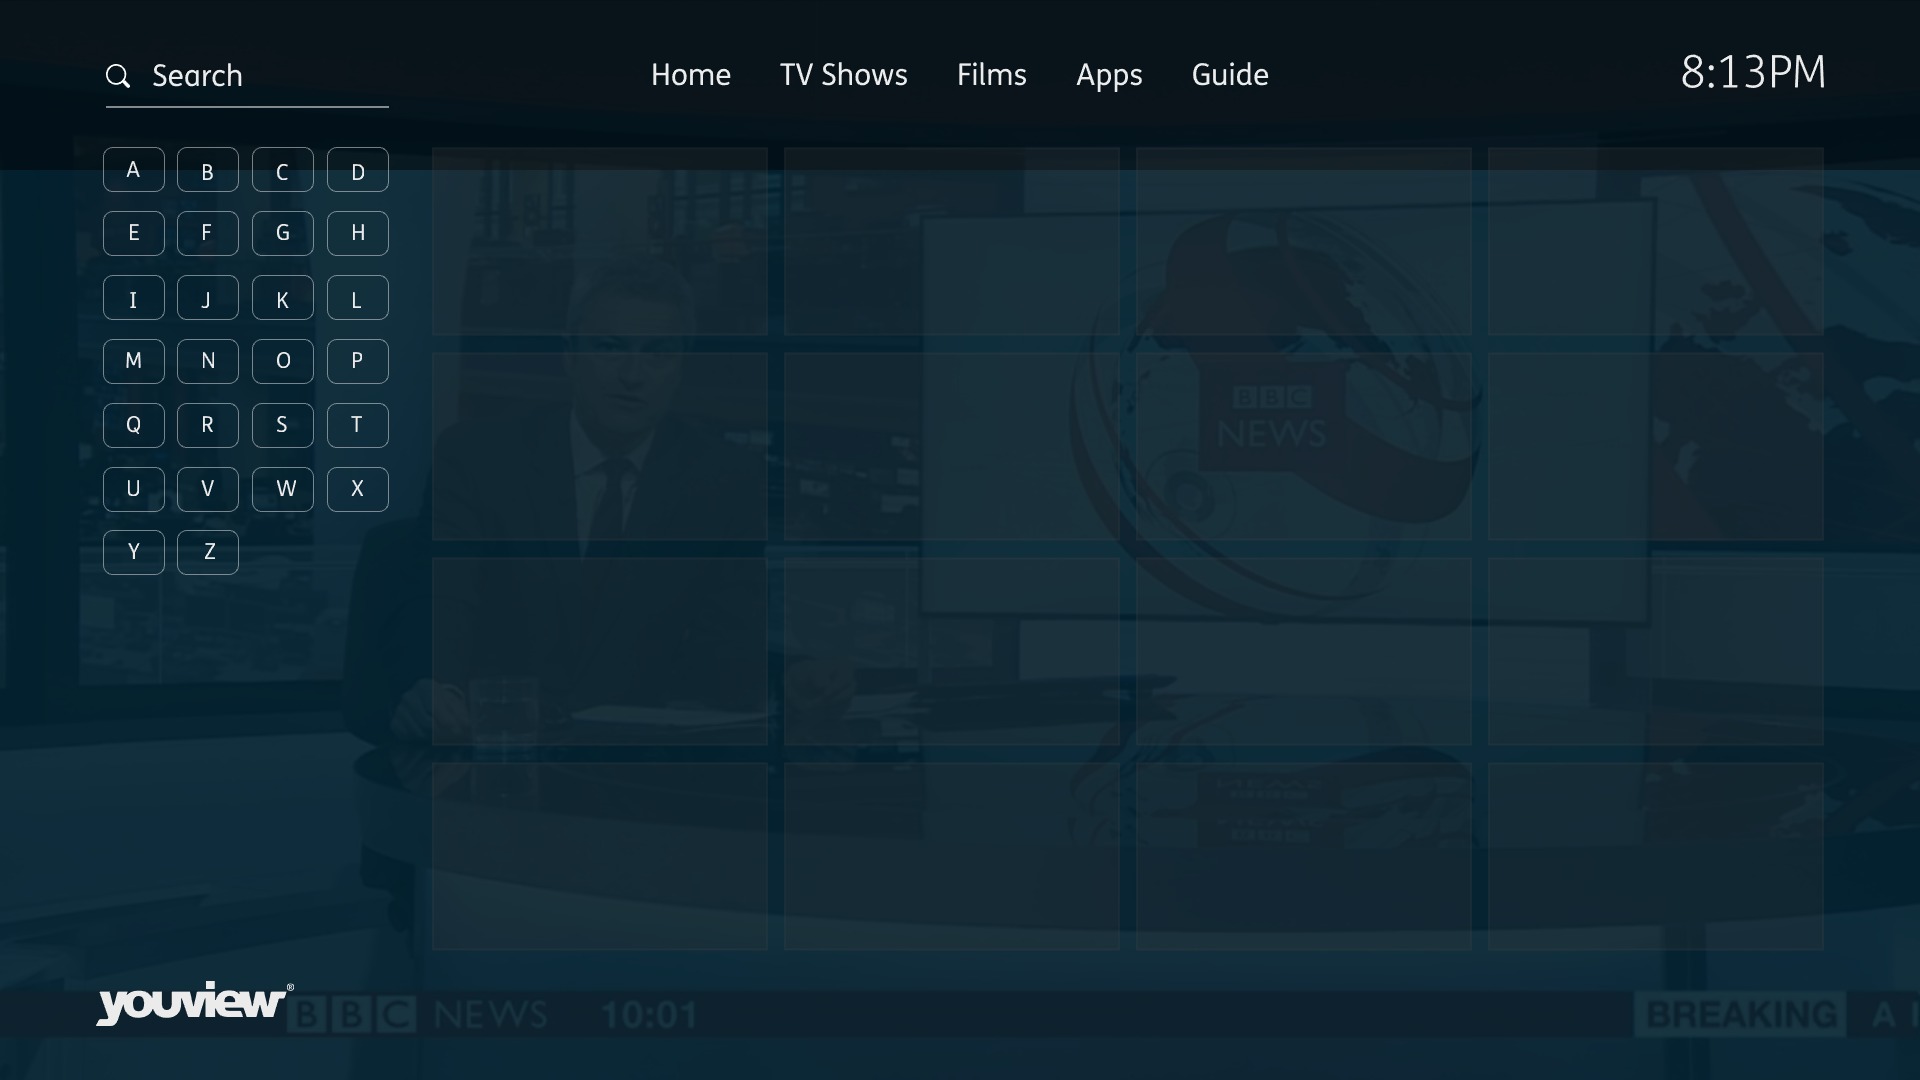 Search
Home TV Shows Films Apps Guide
8:13PM
A B C D
E F G H
I J K L
M N O P
Q R S T
U V W X
Y Z
BBC
NEWS
youview®
BBC NEWS 10:01
BREAKING A